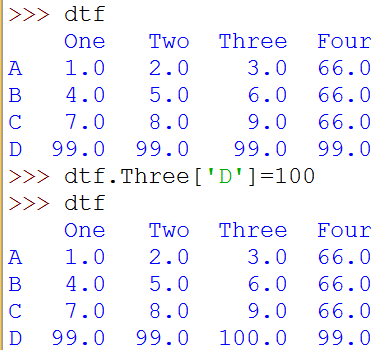 >>> dtf
One Two Three Four
A 1.0 2.0 3.0 66.0
B 4.0 5.0 6.0 66.0
C 7.0 8.0 9.0 66.0
D 99.0 99.0 99.0 99.0
>>> dtf.Three['D']=100
>>> dtf
One Two Three Four
A 1.0 2.0 3.0 66.0
B 4.0 5.0 6.0 66.0
C 7.0 8.0 9.0 66.0
D 99.0 99.0 100.0 99.0